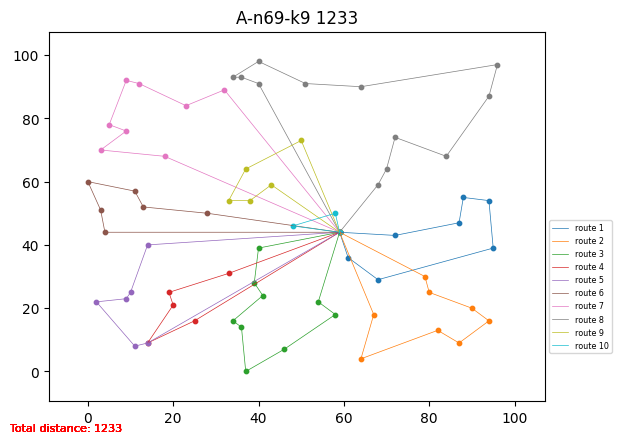 A-n69-k9 1233
100
80
60
40
20
0
0 20 40 60 80 100
route 1
route 2
route 3
route 4
route 5
route 6
route 7
route 8
route 9
route 10
Total distance: 1233